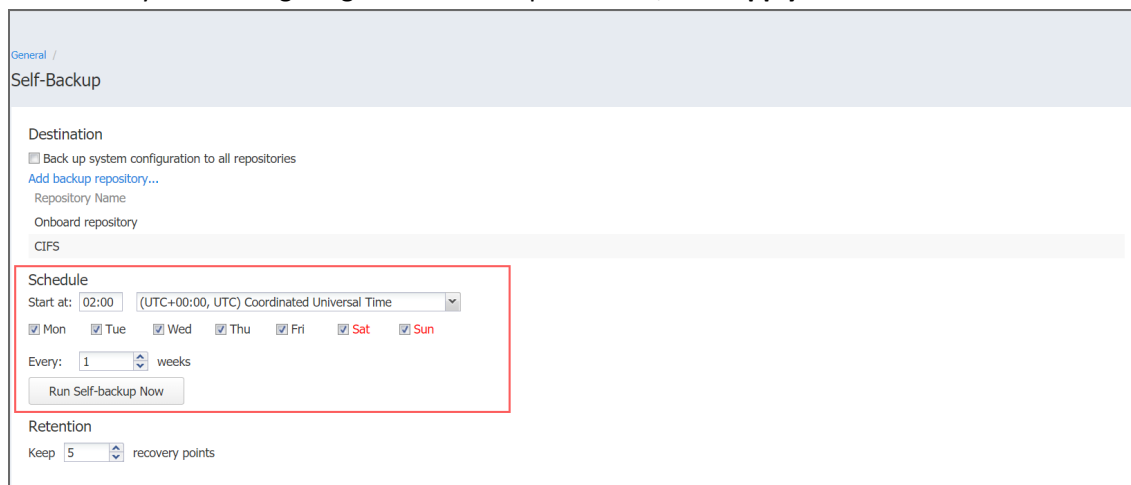 General /
Self-Backup
Destination
Back up system configuration to all repositories
Add backup repository...
Repository Name
Onboard repository
CIFS
Schedule
Start at: 02:00 (UTC+00:00, UTC) Coordinated Universal Time
Mon Tue Wed Thu Fri Sat Sun
Every: 1 weeks
Run Self-backup Now
Retention
Keep 5 recovery points